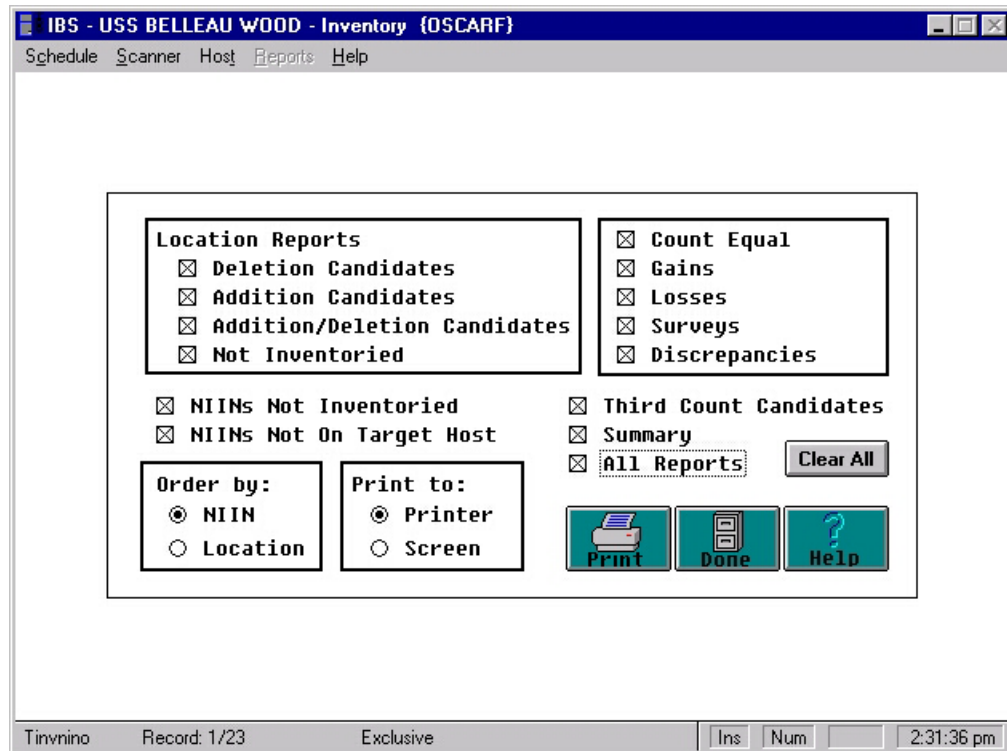 IBS - USS BELLEAU WOOD - Inventory {OSCARF}
Schedule Scanner Host Reports Help
Location Reports
Deletion Candidates
Addition Candidates
Addition/Deletion Candidates
Not Inventoried
Count Equal
Gains
Losses
Surveys
Discrepancies
NIINs Not Inventoried
NIINs Not On Target Host
Third Count Candidates
Summary
All Reports
Clear All
Order by:
NIIN
Location
Print to:
Printer
Screen
Print Done Help
Tinvnino Record: 1/23 Exclusive Ins Num 2:31:36 pm